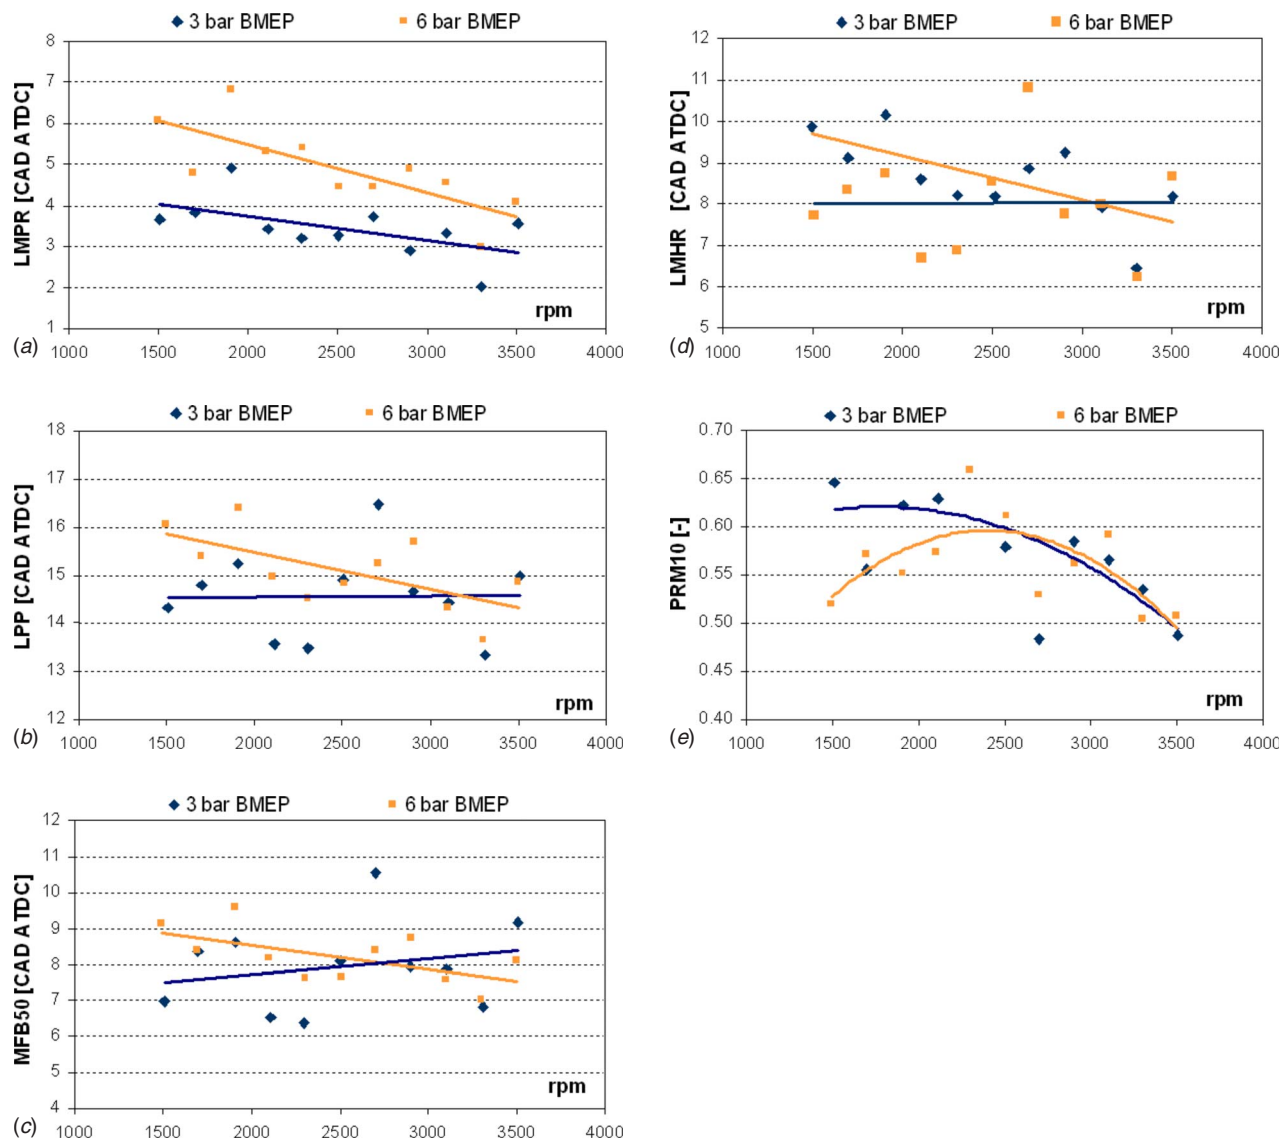 3 bar BMEP 6 bar BMEP
8
7
6
5
4
3
2
1
LMPR [CAD ATDC]
rpm
1000 1500 2000 2500 3000 3500 4000
(a)
3 bar BMEP 6 bar BMEP
18
17
16
15
14
13
12
LPP [CAD ATDC]
rpm
1000 1500 2000 2500 3000 3500 4000
(b)
3 bar BMEP 6 bar BMEP
12
11
10
9
8
7
6
5
4
MFB50 [CAD ATDC]
rpm
1000 1500 2000 2500 3000 3500 4000
(c)
3 bar BMEP 6 bar BMEP
12
11
10
9
8
7
6
5
LMHR [CAD ATDC]
rpm
1000 1500 2000 2500 3000 3500 4000
(d)
3 bar BMEP 6 bar BMEP
0.70
0.65
0.60
0.55
0.50
0.45
0.40
PRM10 [-]
rpm
1000 1500 2000 2500 3000 3500 4000
(e)